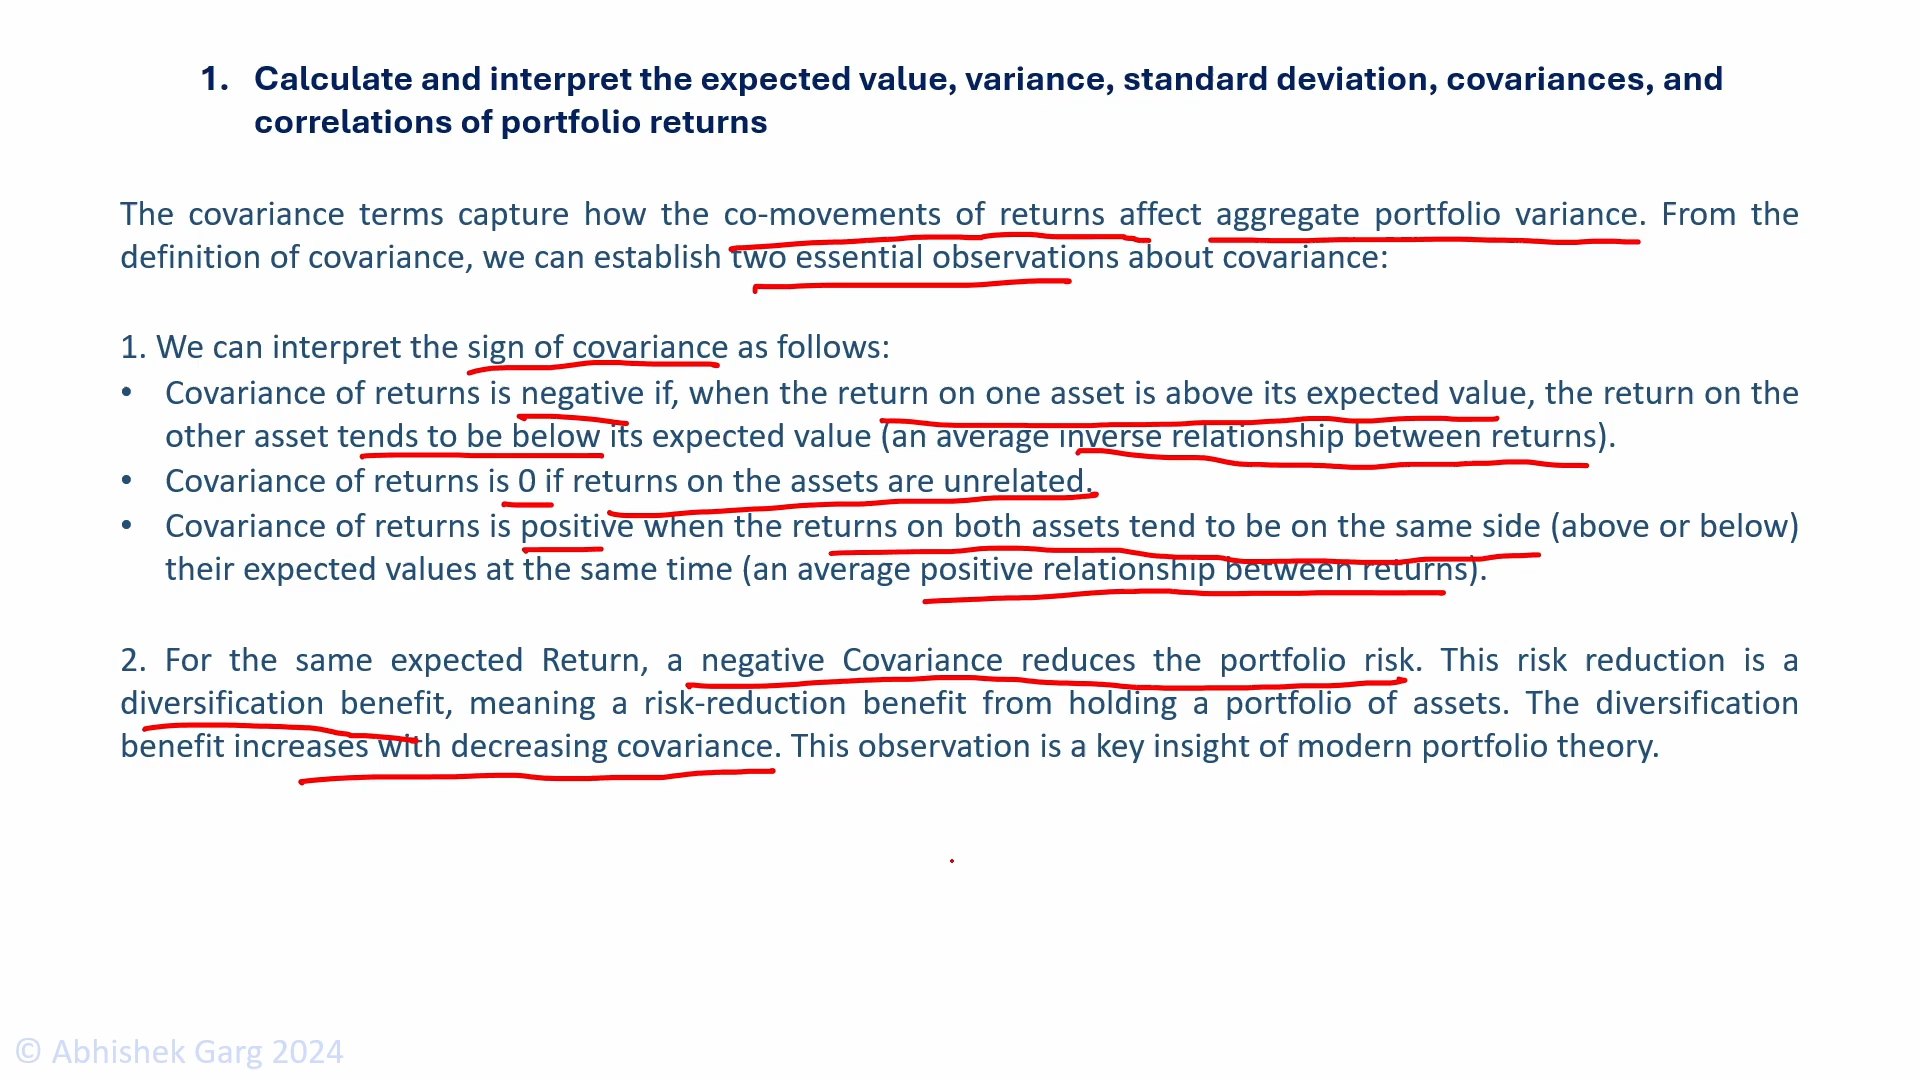 1. Calculate and interpret the expected value, variance, standard deviation, covariances, and
correlations of portfolio returns
The covariance terms capture how the co-movements of returns affect aggregate portfolio variance. From the
definition of covariance, we can establish two essential observations about covariance:
1. We can interpret the sign of covariance as follows:
• Covariance of returns is negative if, when the return on one asset is above its expected value, the return on the
other asset tends to be below its expected value (an average inverse relationship between returns).
• Covariance of returns is 0 if returns on the assets are unrelated.
• Covariance of returns is positive when the returns on both assets tend to be on the same side (above or below)
their expected values at the same time (an average positive relationship between returns).
2. For the same expected Return, a negative Covariance reduces the portfolio risk. This risk reduction is a
diversification benefit, meaning a risk-reduction benefit from holding a portfolio of assets. The diversification
benefit increases with decreasing covariance. This observation is a key insight of modern portfolio theory.
© Abhishek Garg 2024